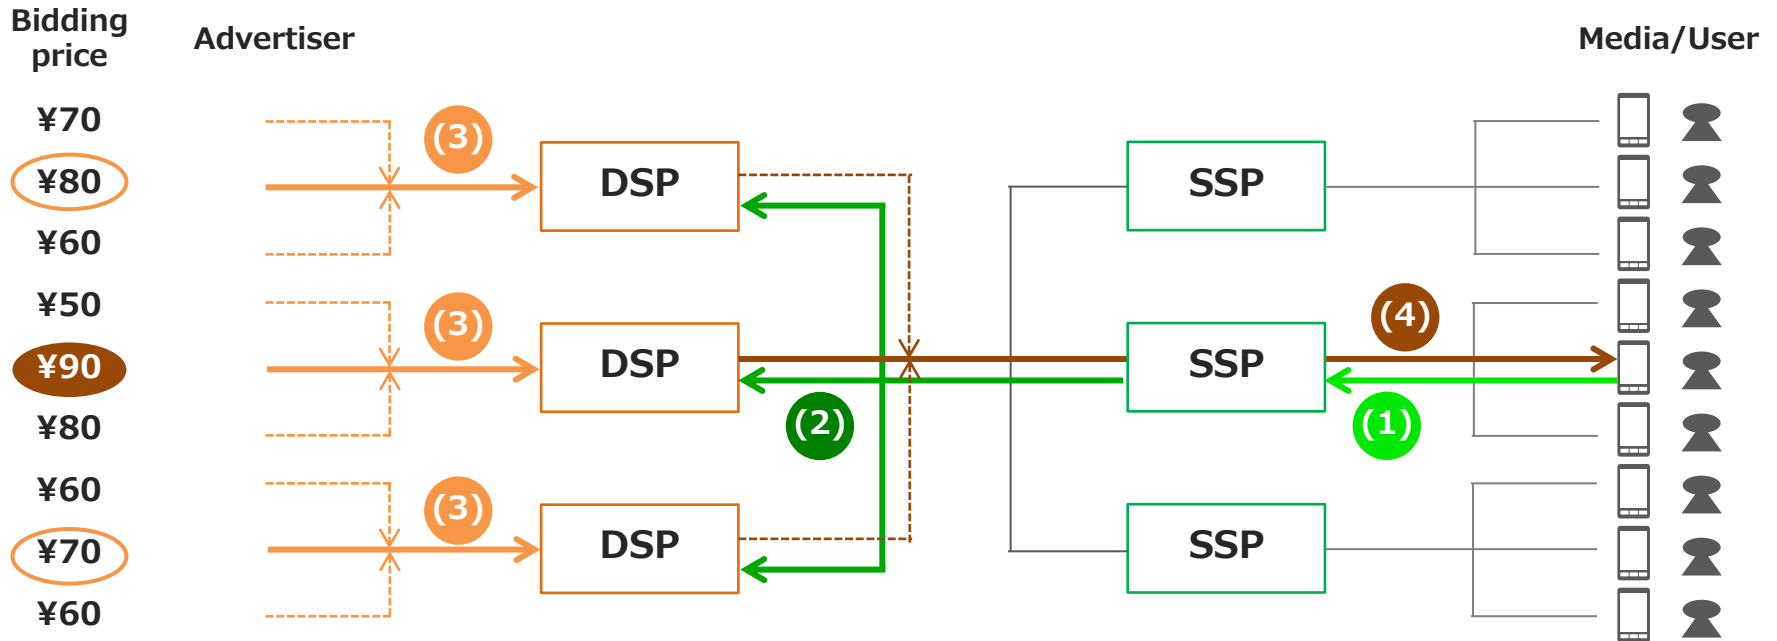 Bidding
price
Advertiser
Media/User
¥70
¥80
¥60
¥50
¥90
¥80
¥60
¥70
¥60
(3)
DSP
SSP
(3)
DSP
(2)
SSP
(4)
(1)
(3)
DSP
SSP